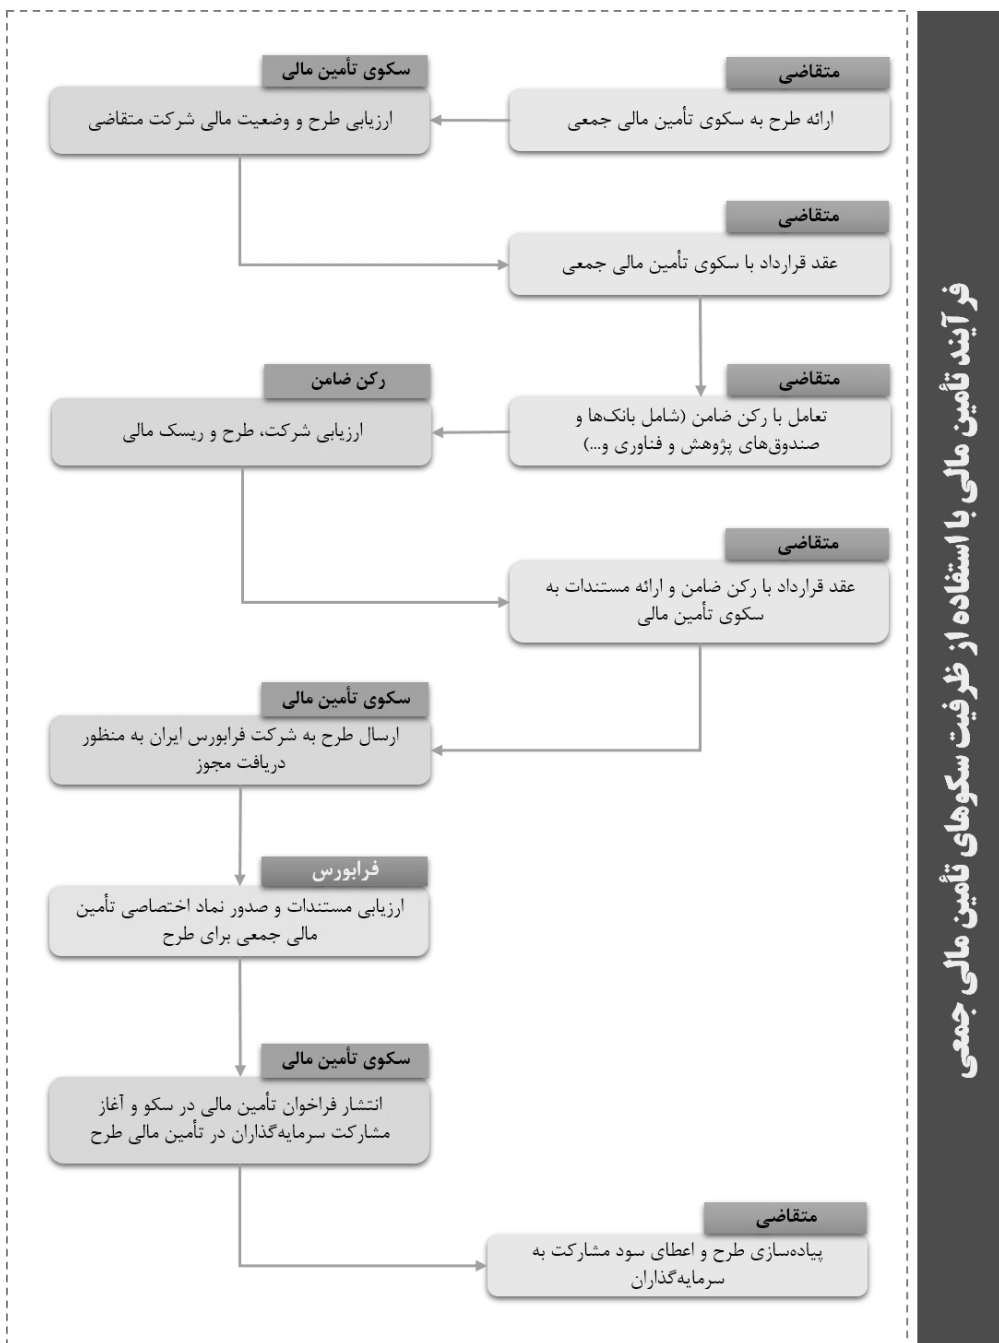 فرآیند تأمین مالی با استفاده از ظرفیت سکوهای تأمین مالی جمعی
متقاضی
ارائه طرح به سکوی تأمین مالی جمعی
سکوی تأمین مالی
ارزیابی طرح و وضعیت مالی شرکت متقاضی
متقاضی
عقد قرارداد با سکوی تأمین مالی جمعی
متقاضی
تعامل با رکن ضامن (شامل بانک‌ها و
صندوق‌های پژوهش و فناوری و...)
رکن ضامن
ارزیابی شرکت، طرح و ریسک مالی
متقاضی
عقد قرارداد با رکن ضامن و ارائه مستندات به
سکوی تأمین مالی
سکوی تأمین مالی
ارسال طرح به شرکت فرابورس ایران به منظور
دریافت مجوز
فرابورس
ارزیابی مستندات و صدور نماد اختصاصی تأمین
مالی جمعی برای طرح
سکوی تأمین مالی
انتشار فراخوان تأمین مالی در سکو و آغاز
مشارکت سرمایه‌گذاران در تأمین مالی طرح
متقاضی
پیاده‌سازی طرح و اعطای سود مشارکت به
سرمایه‌گذاران